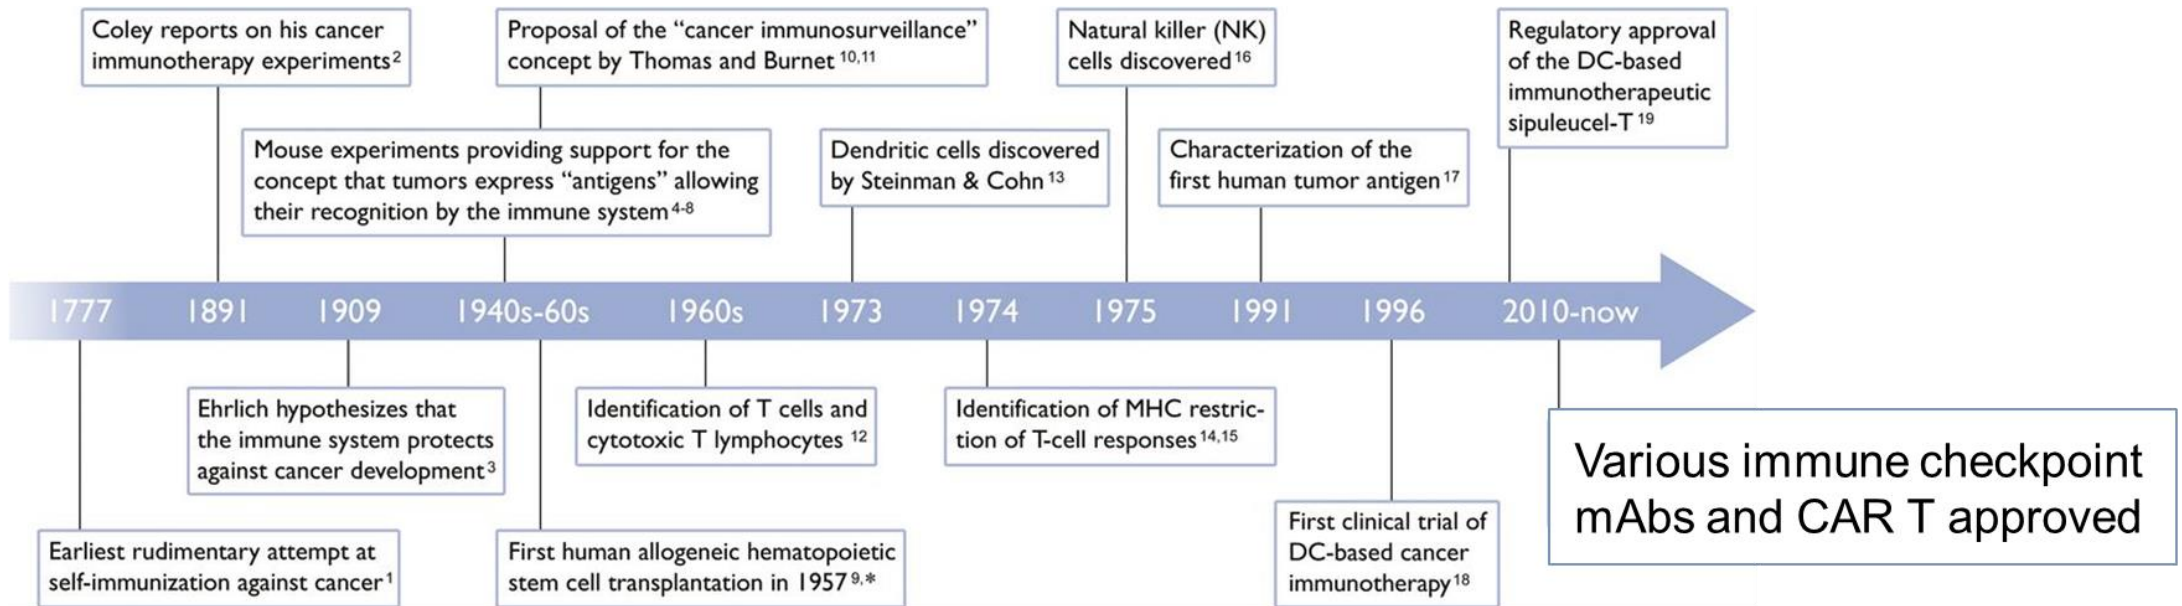 Coley reports on his cancer
immunotherapy experiments2
Proposal of the “cancer immunosurveillance”
concept by Thomas and Burnet 10,11
Natural killer (NK)
cells discovered16
Regulatory approval
of the DC-based
immunotherapeutic
sipuleucel-T 19
Mouse experiments providing support for the
concept that tumors express “antigens” allowing
their recognition by the immune system4-8
Dendritic cells discovered
by Steinman & Cohn13
Characterization of the
first human tumor antigen17
1777 1891 1909 1940s-60s 1960s 1973 1974 1975 1991 1996 2010-now
Ehrlich hypothesizes that
the immune system protects
against cancer development3
Identification of T cells and
cytotoxic T lymphocytes 12
Identification of MHC restric-
tion of T-cell responses14,15
Various immune checkpoint
mAbs and CAR T approved
Earliest rudimentary attempt at
self-immunization against cancer1
First human allogeneic hematopoietic
stem cell transplantation in 19579,*
First clinical trial of
DC-based cancer
immunotherapy18